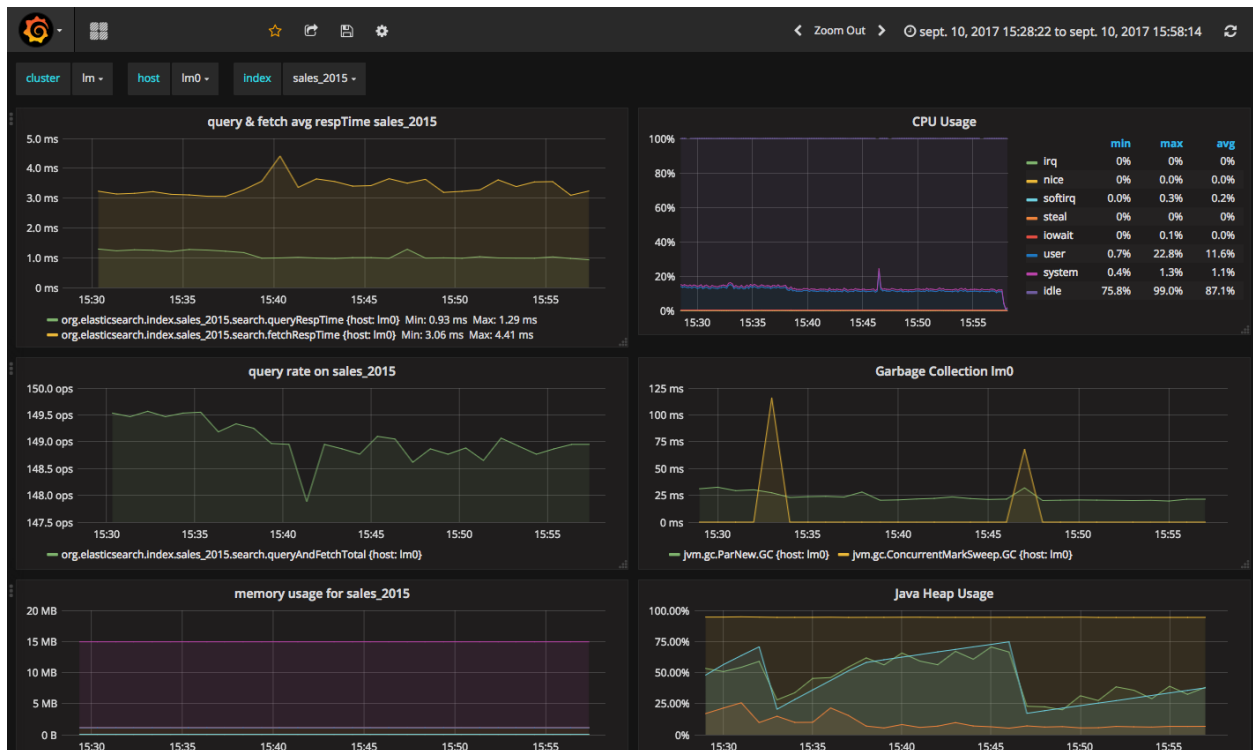 Zoom Out
sept. 10, 2017 15:28:22 to sept. 10, 2017 15:58:14
cluster lm host lm0 index sales_2015
query & fetch avg respTime sales_2015
5.0 ms
4.0 ms
3.0 ms
2.0 ms
1.0 ms
0 ms
15:30 15:35 15:40 15:45 15:50 15:55
org.elasticsearch.index.sales_2015.search.queryRespTime {host: lm0} Min: 0.93 ms Max: 1.29 ms
org.elasticsearch.index.sales_2015.search.fetchRespTime {host: lm0} Min: 3.06 ms Max: 4.41 ms
CPU Usage
100%
80%
60%
40%
20%
0%
15:30 15:35 15:40 15:45 15:50 15:55
min max avg
irq 0% 0% 0%
nice 0% 0.0% 0.0%
softirq 0.0% 0.3% 0.2%
steal 0% 0% 0%
iowait 0% 0.1% 0.0%
user 0.7% 22.8% 11.6%
system 0.4% 1.3% 1.1%
idle 75.8% 99.0% 87.1%
query rate on sales_2015
150.0 ops
149.5 ops
149.0 ops
148.5 ops
148.0 ops
147.5 ops
15:30 15:35 15:40 15:45 15:50 15:55
org.elasticsearch.index.sales_2015.search.queryAndFetchTotal {host: lm0}
Garbage Collection lm0
125 ms
100 ms
75 ms
50 ms
25 ms
0 ms
15:30 15:35 15:40 15:45 15:50 15:55
jvm.gc.ParNew.GC {host: lm0} jvm.gc.ConcurrentMarkSweep.GC {host: lm0}
memory usage for sales_2015
20 MB
15 MB
10 MB
5 MB
0 B
15:30 15:35 15:40 15:45 15:50 15:55
Java Heap Usage
100.00%
75.00%
50.00%
25.00%
0%
15:30 15:35 15:40 15:45 15:50 15:55